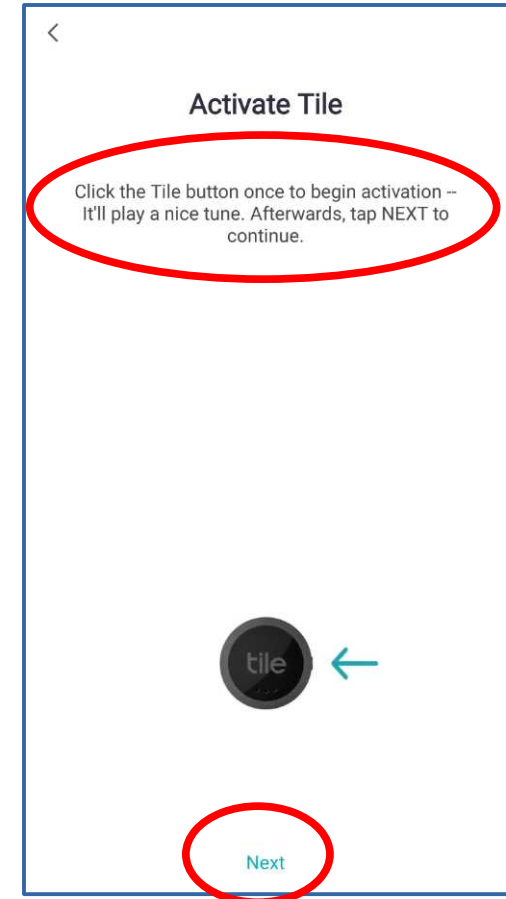 Activate Tile
Click the Tile button once to begin activation --
It'll play a nice tune. Afterwards, tap NEXT to
continue.
tile
Next